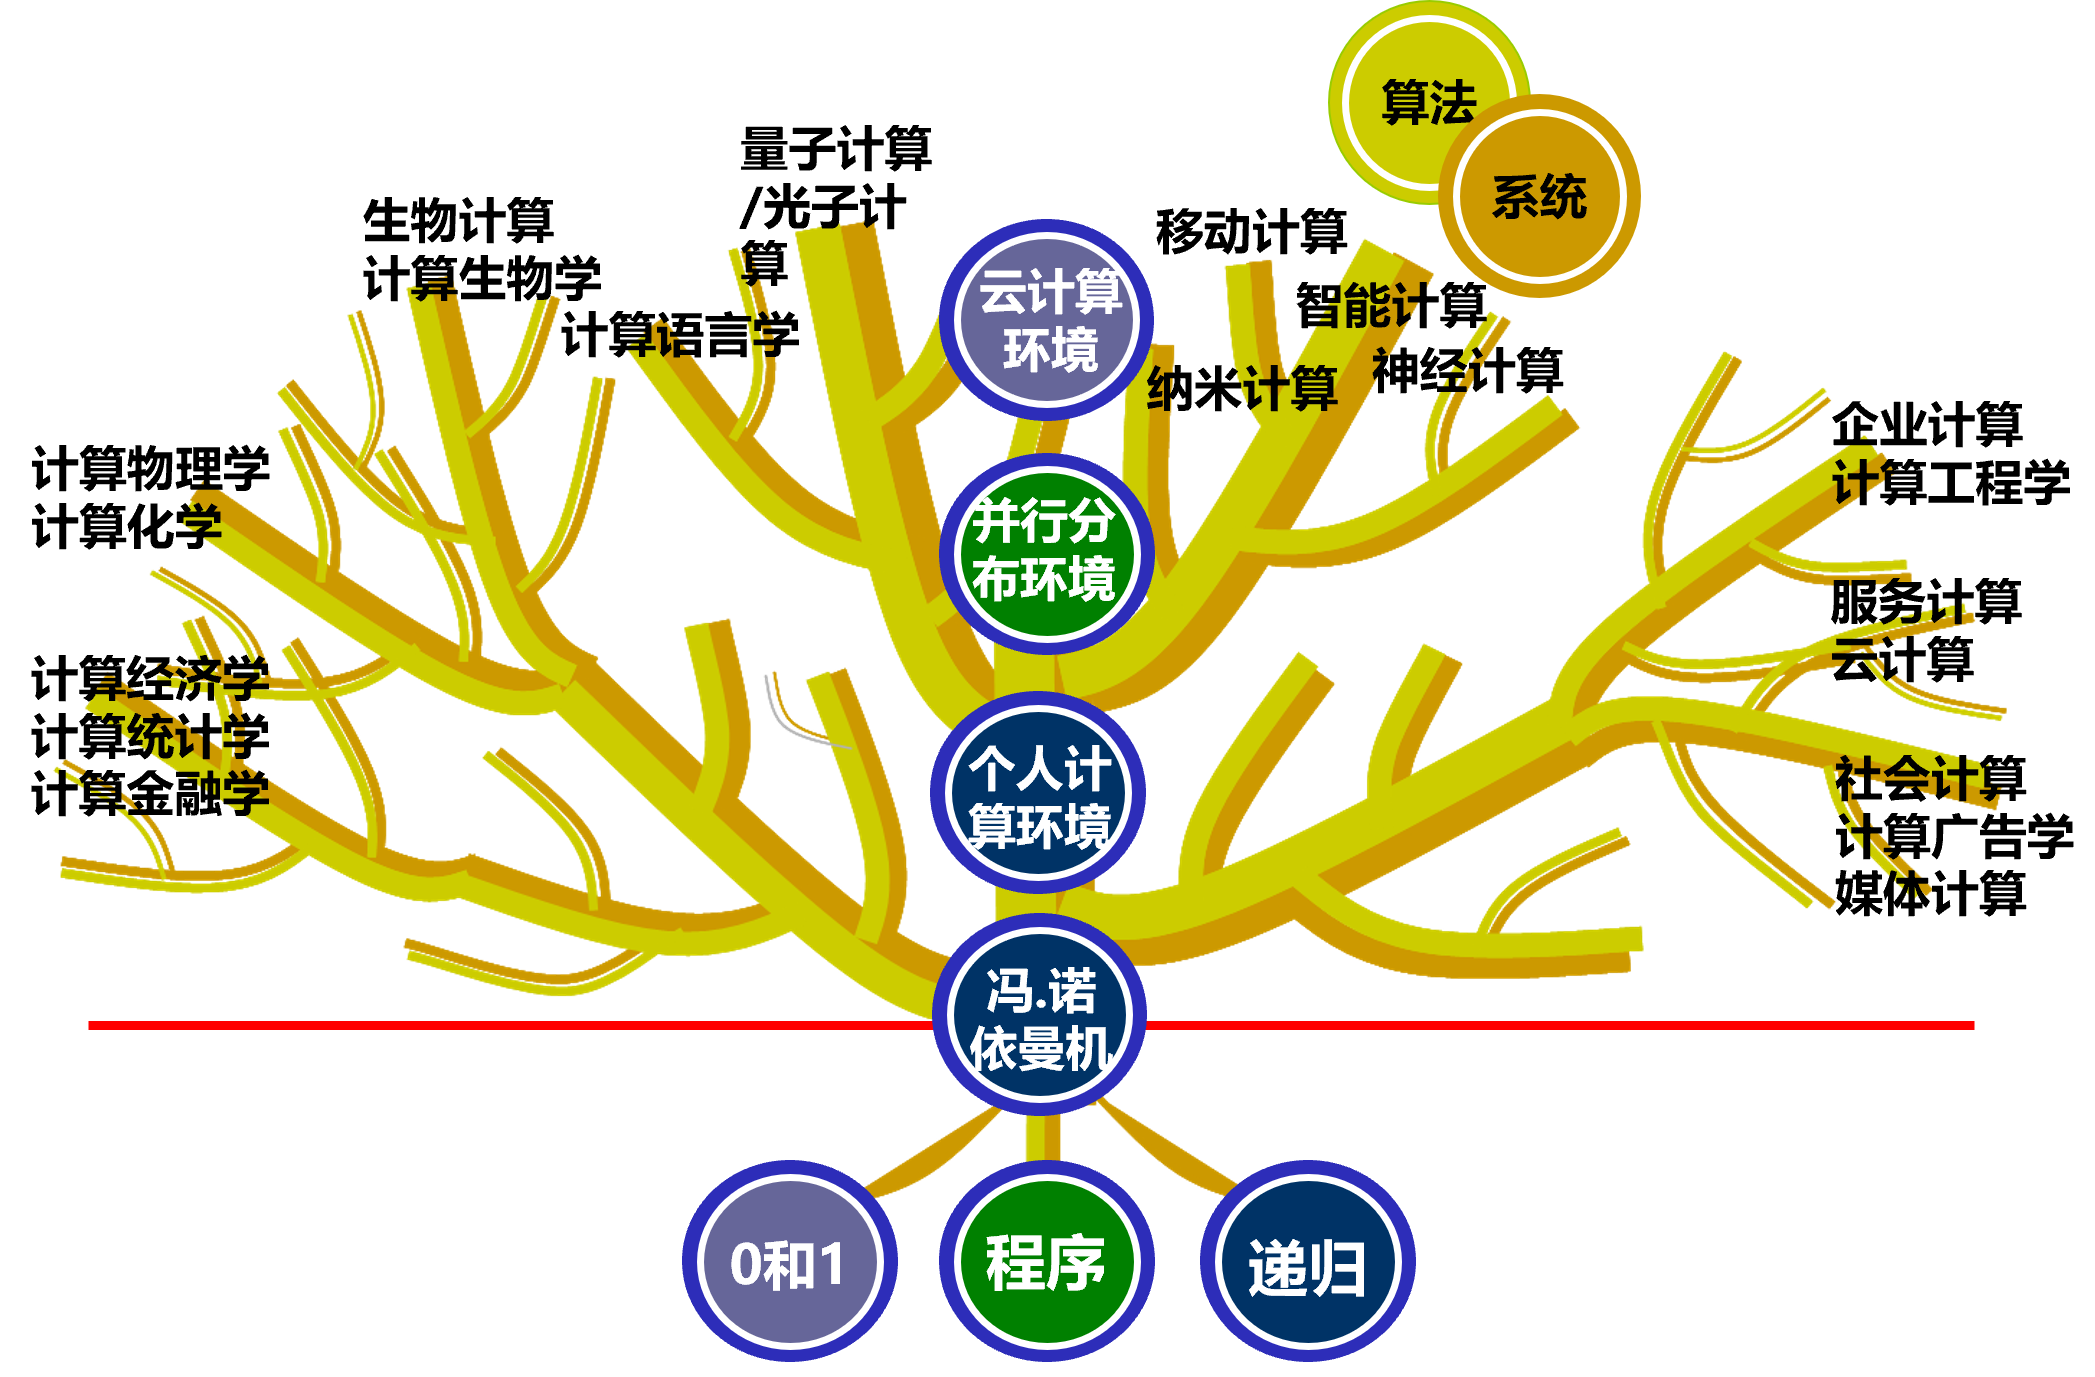 算法
系统
量子计算
/光子计
算
生物计算
计算生物学
计算语言学
云计算
环境
移动计算
智能计算
神经计算
纳米计算
计算物理学
计算化学
企业计算
计算工程学
并行分
布环境
服务计算
云计算
计算经济学
计算统计学
计算金融学
个人计
算环境
社会计算
计算广告学
媒体计算
冯.诺
依曼机
0和1
程序
递归